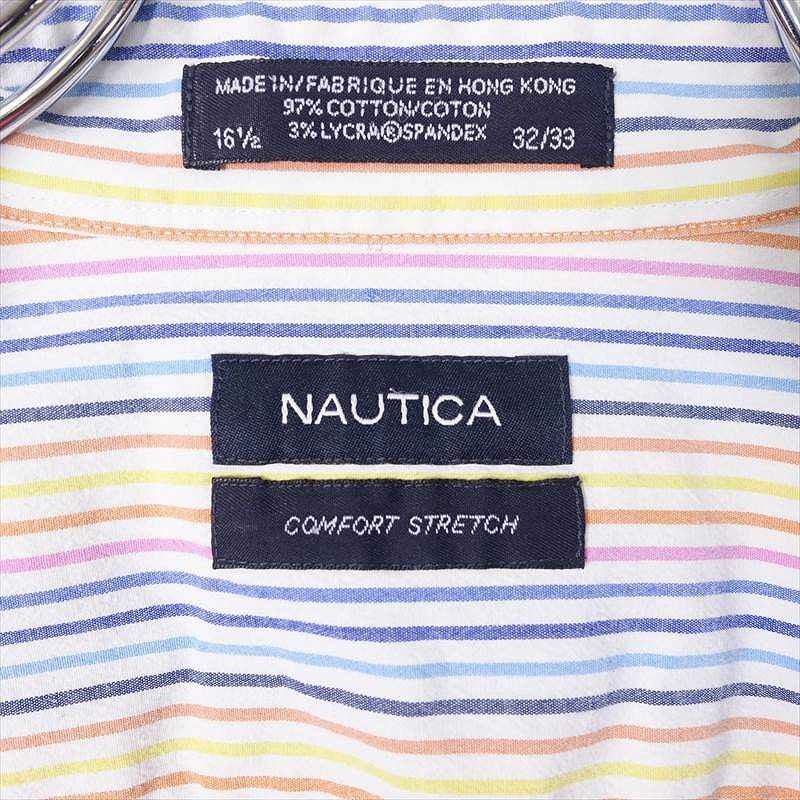 MADE IN/FABRIQUE EN HONG KONG
97% COTTON/COTON
16½ 3% LYCRA®SPANDEX 32/33
NAUTICA
COMFORT STRETCH